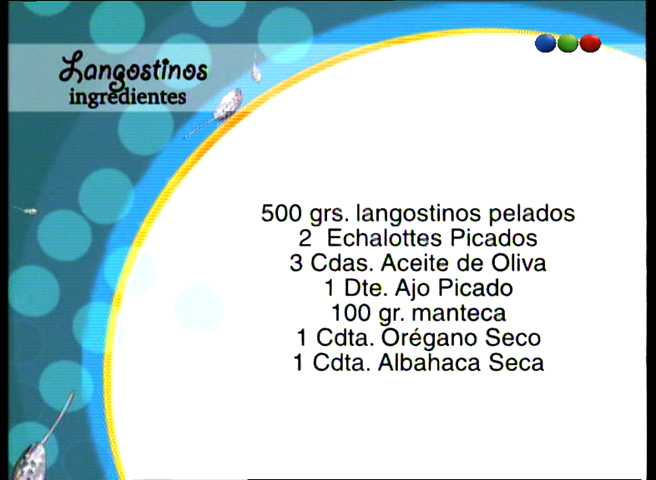 Langostinos
ingredientes
500 grs. langostinos pelados
2 Echalottes Picados
3 Cdas. Aceite de Oliva
1 Dte. Ajo Picado
100 gr. manteca
1 Cdta. Orégano Seco
1 Cdta. Albahaca Seca